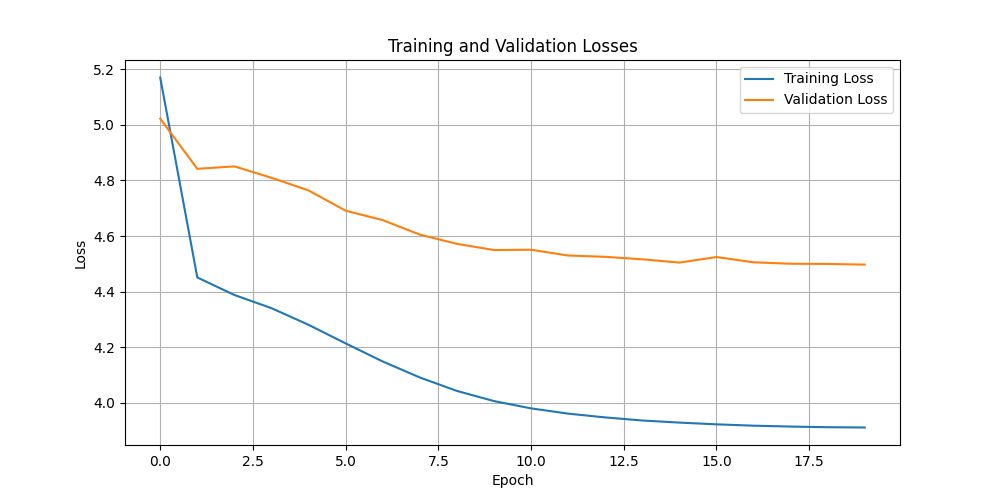 Training and Validation Losses
5.2
5.0
4.8
4.6
4.4
4.2
4.0
Loss
Training Loss
Validation Loss
0.0 2.5 5.0 7.5 10.0 12.5 15.0 17.5
Epoch